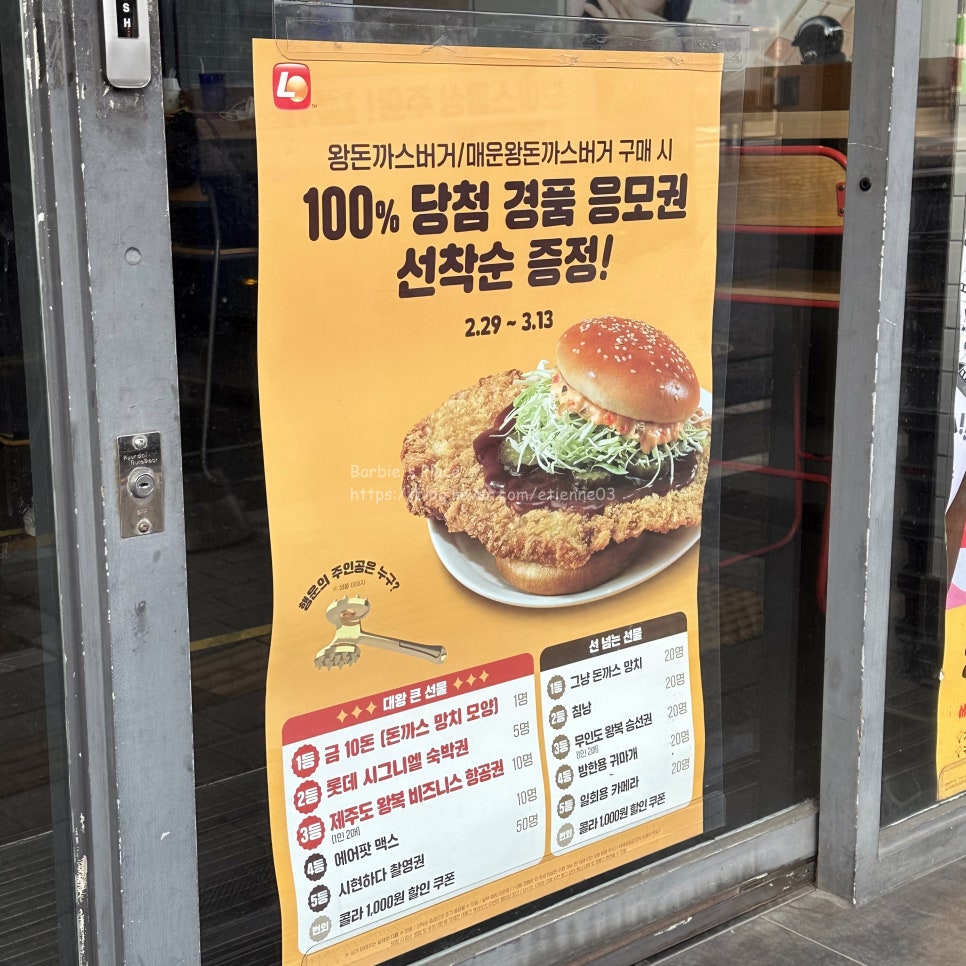 SH
왕돈까스버거/매운왕돈까스버거 구매 시
100% 당첨 경품 응모권
선착순 증정!
2.29 ~ 3.13
Barbie's
행운의 주인공은 누구?
대왕 큰 선물
1등 금 10돈 (돈까스 망치 모양) 1명
2등 롯데 시그니엘 숙박권 5명
3등 제주도 왕복 비즈니스 항공권 10명
(1인 2매)
4등 에어팟 맥스 10명
5등 시현하다 촬영권 50명
번외 콜라 1,000원 할인 쿠폰
선 넘는 선물
1등 그냥 돈까스 망치 20명
2등 침낭 20명
3등 무인도 왕복 승선권 20명
(1인 2매)
4등 방한용 귀마개 20명
5등 일회용 카메라 20명
번외 콜라 1,000원 할인 쿠폰